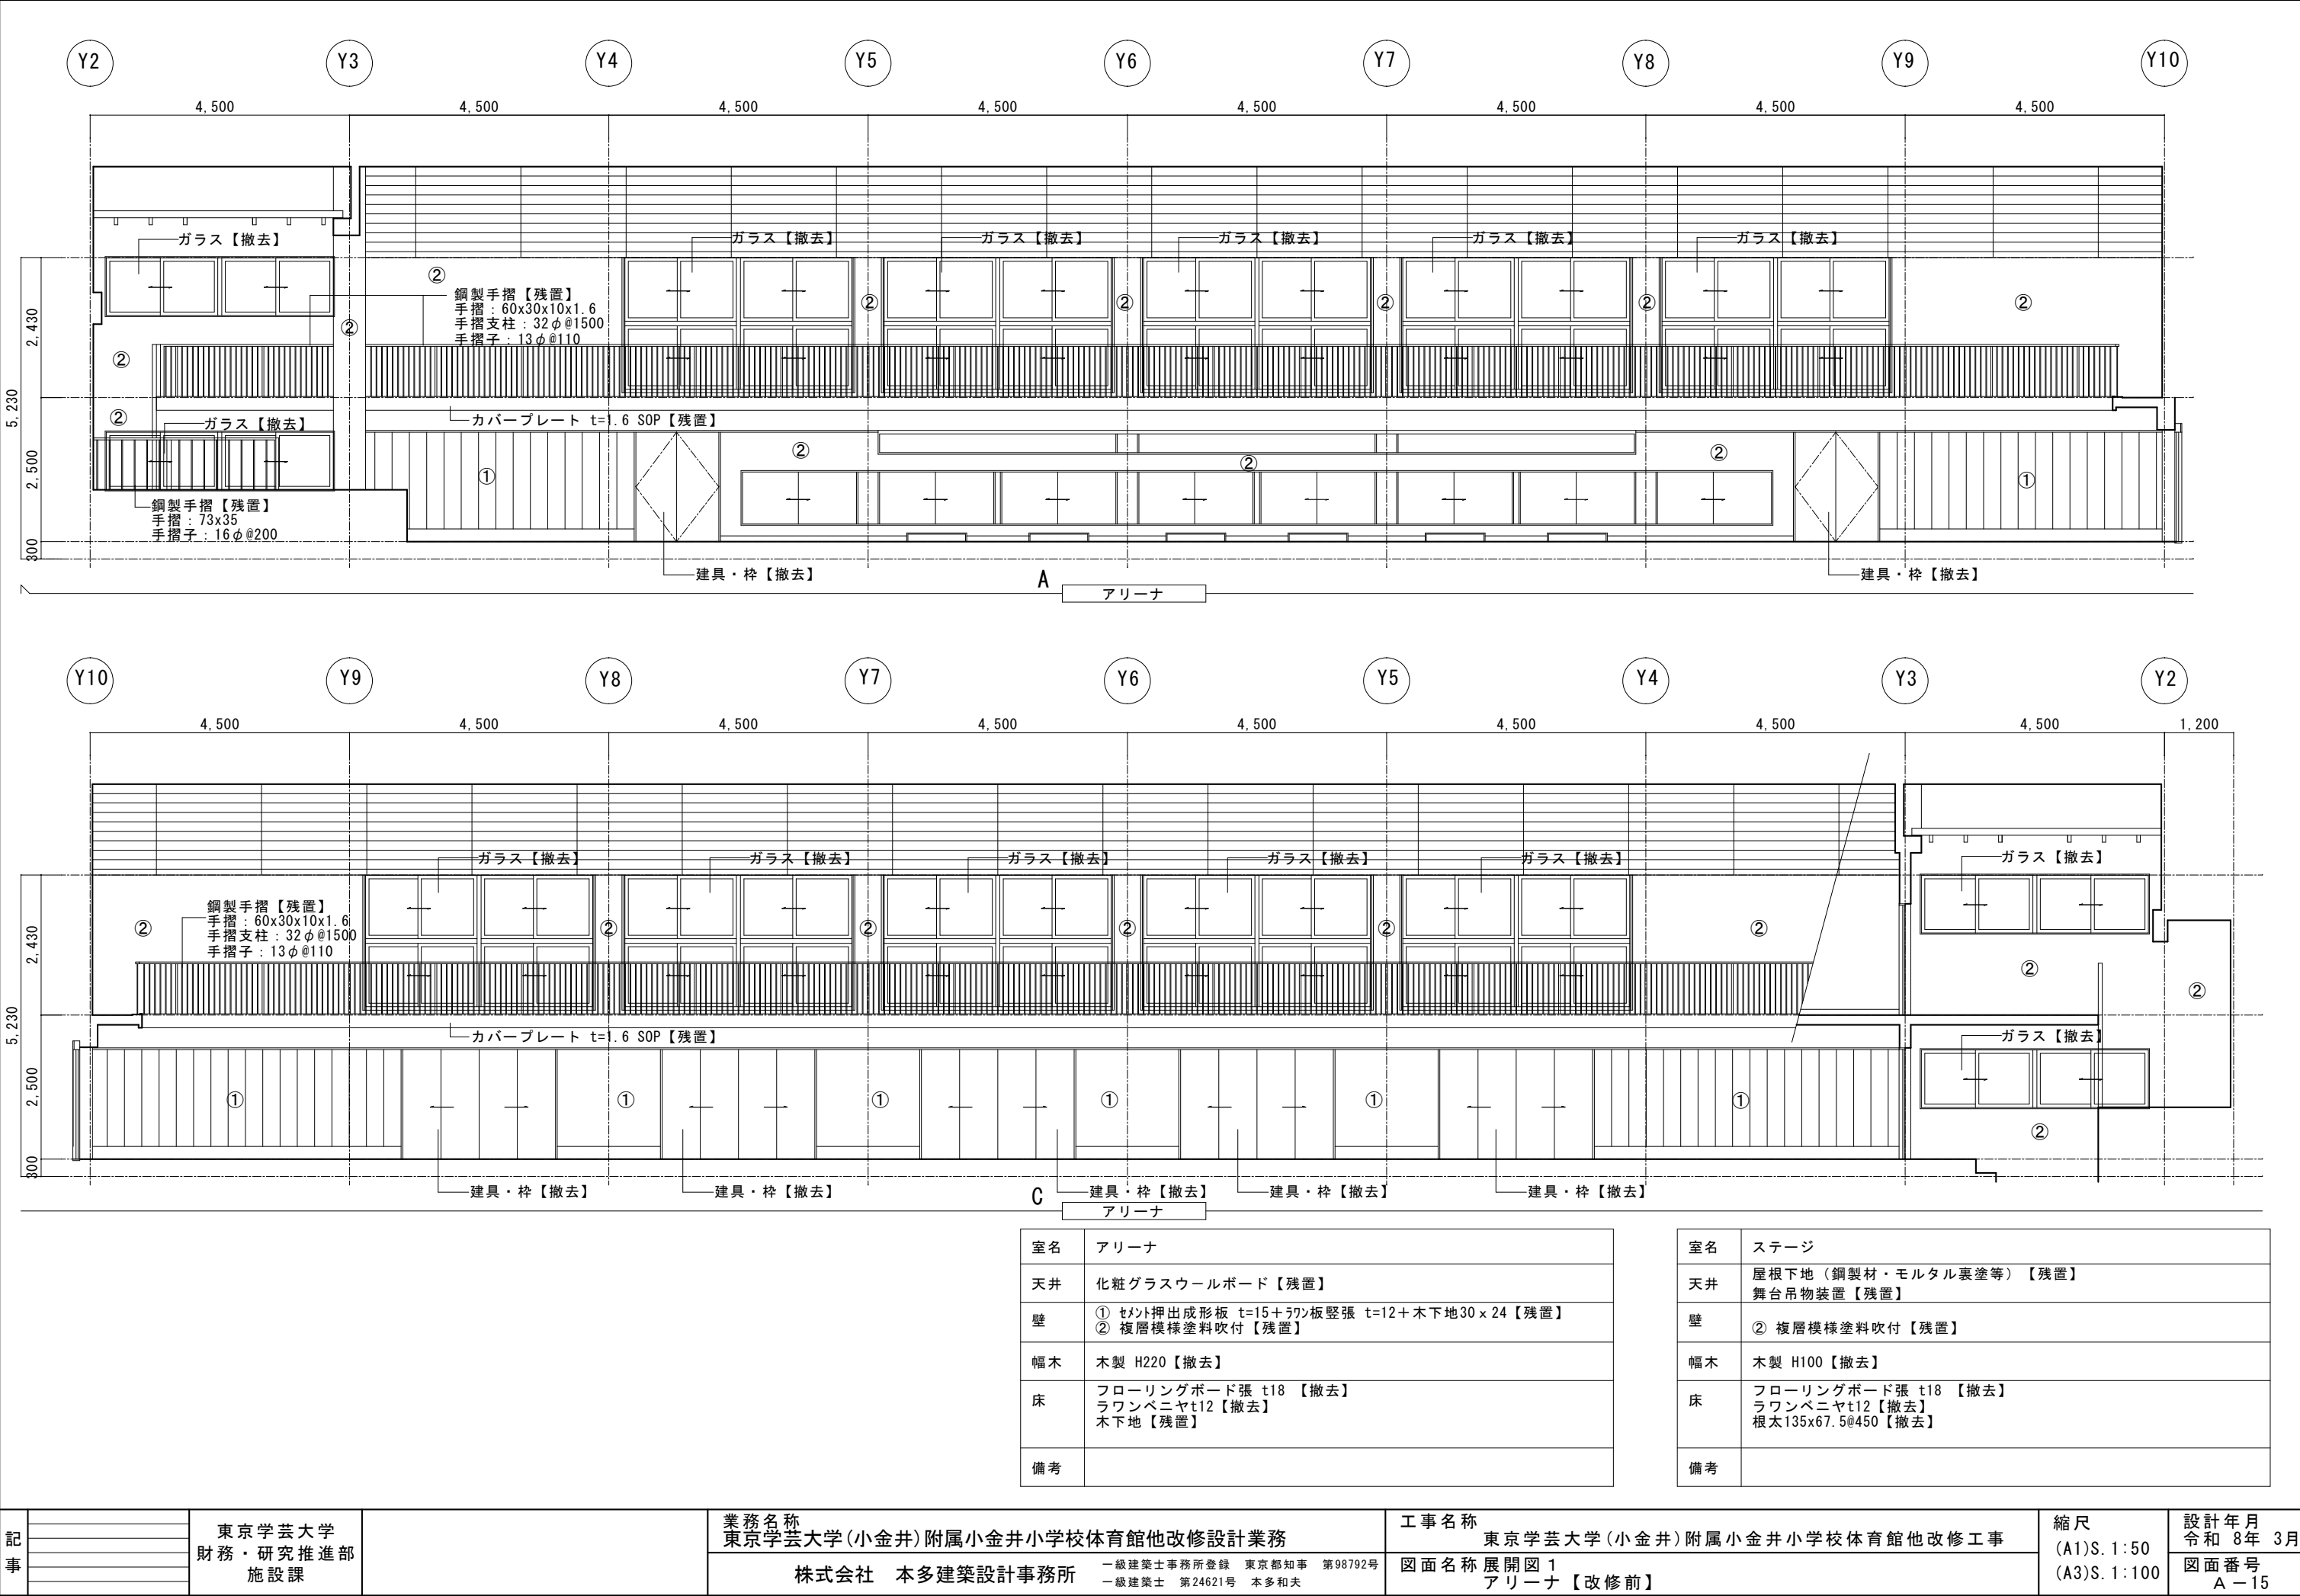 Y2 Y3 Y4 Y5 Y6 Y7 Y8 Y9 Y10
4,500 4,500 4,500 4,500 4,500 4,500 4,500 4,500
ガラス【撤去】 ガラス【撤去】 ガラス【撤去】 ガラス【撤去】 ガラス【撤去】 ガラス【撤去】
②
鋼製手摺【残置】
手摺：60x30x10x1.6
手摺支柱：32φ@1500
手摺子：13φ@110
② ② ② ② ② ② ②
2,430
②
5,230
②
ガラス【撤去】
カバープレート t=1.6 SOP【残置】
② ② ②
2,500
① ①
鋼製手摺【残置】
手摺：73x35
手摺子：16φ@200
300
建具・枠【撤去】 建具・枠【撤去】
A
アリーナ
Y10 Y9 Y8 Y7 Y6 Y5 Y4 Y3 Y2
4,500 4,500 4,500 4,500 4,500 4,500 4,500 4,500 1,200
ガラス【撤去】 ガラス【撤去】 ガラス【撤去】 ガラス【撤去】 ガラス【撤去】 ガラス【撤去】
鋼製手摺【残置】
手摺：60x30x10x1.6
手摺支柱：32φ@1500
手摺子：13φ@110
② ② ② ② ② ② ② ②
2,430
5,230
カバープレート t=1.6 SOP【残置】
ガラス【撤去】
2,500
① ① ① ① ① ①
②
300
建具・枠【撤去】 建具・枠【撤去】 建具・枠【撤去】 建具・枠【撤去】 建具・枠【撤去】
C
アリーナ
室名 アリーナ
天井 化粧グラスウールボード【残置】
壁 ① ｾﾒﾝﾄ押出成形板 t=15＋ﾗﾜﾝ板竪張 t=12＋木下地30ｘ24【残置】
② 複層模様塗料吹付【残置】
幅木 木製 H220【撤去】
床 フローリングボード張 t18 【撤去】
ラワンベニヤt12【撤去】
木下地【残置】
備考
室名 ステージ
天井 屋根下地（鋼製材・モルタル裏塗等）【残置】
舞台吊物装置【残置】
壁 ② 複層模様塗料吹付【残置】
幅木 木製 H100【撤去】
床 フローリングボード張 t18 【撤去】
ラワンベニヤt12【撤去】
根太135x67.5@450【撤去】
備考
記事
東京学芸大学
財務・研究推進部
施設課
業務名称
東京学芸大学(小金井)附属小金井小学校体育館他改修設計業務
株式会社　本多建築設計事務所
一級建築士事務所登録　東京都知事　第98792号
一級建築士　第24621号　本多和夫
工事名称
東京学芸大学(小金井)附属小金井小学校体育館他改修工事
図面名称 展開図１
アリーナ【改修前】
縮尺
(A1)S.1:50
(A3)S.1:100
設計年月
令和 8年 3月
図面番号
Ａ－15